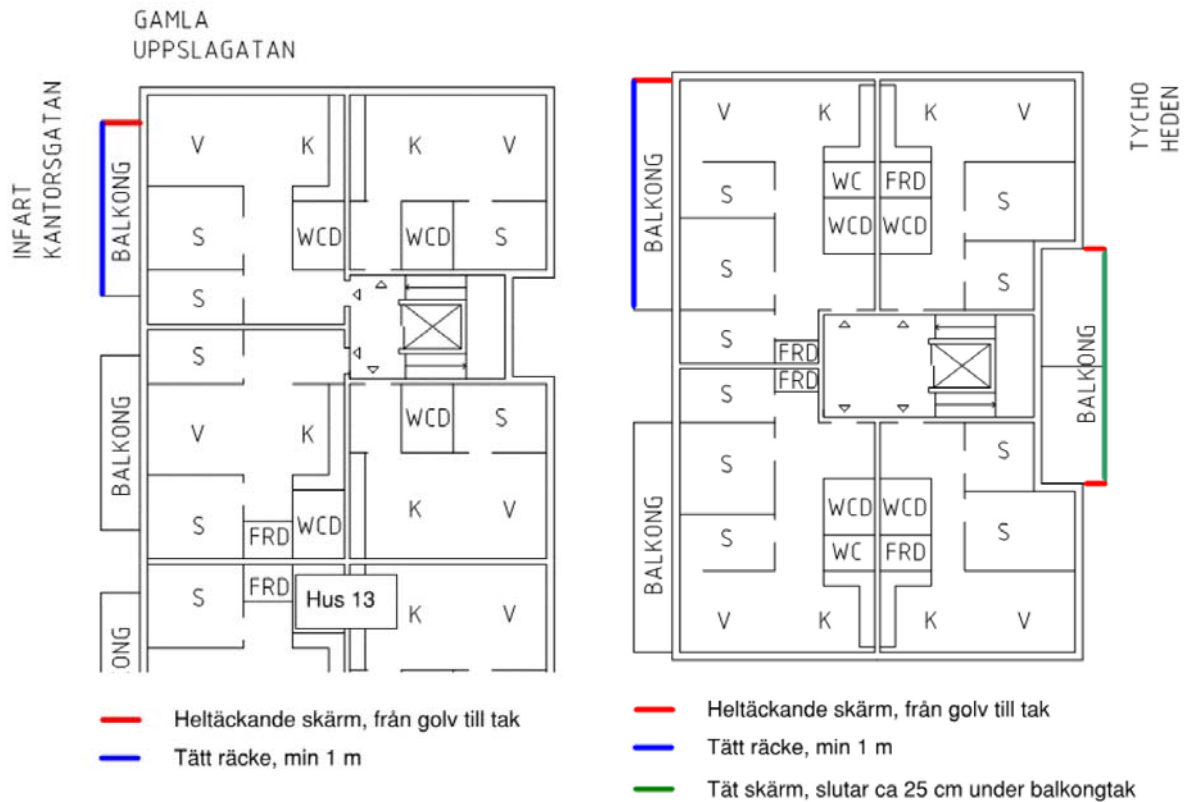 GAMLA
UPPSLAGATAN
INFART
KANTORSGATAN
BALKONG
V
K
K
V
S
WCD
WCD
S
S
S
BALKONG
V
K
WCD
S
K
V
S
FRD
WCD
S
FRD
Hus 13
K
V
ONG
Heltäckande skärm, från golv till tak
Tätt räcke, min 1 m
TYCHO
HEDEN
BALKONG
V
K
K
V
S
WC
FRD
S
S
WCD
WCD
S
S
FRD
FRD
BALKONG
S
S
S
BALKONG
WCD
WCD
S
S
WC
FRD
V
K
K
V
Heltäckande skärm, från golv till tak
Tätt räcke, min 1 m
Tät skärm, slutar ca 25 cm under balkongtak